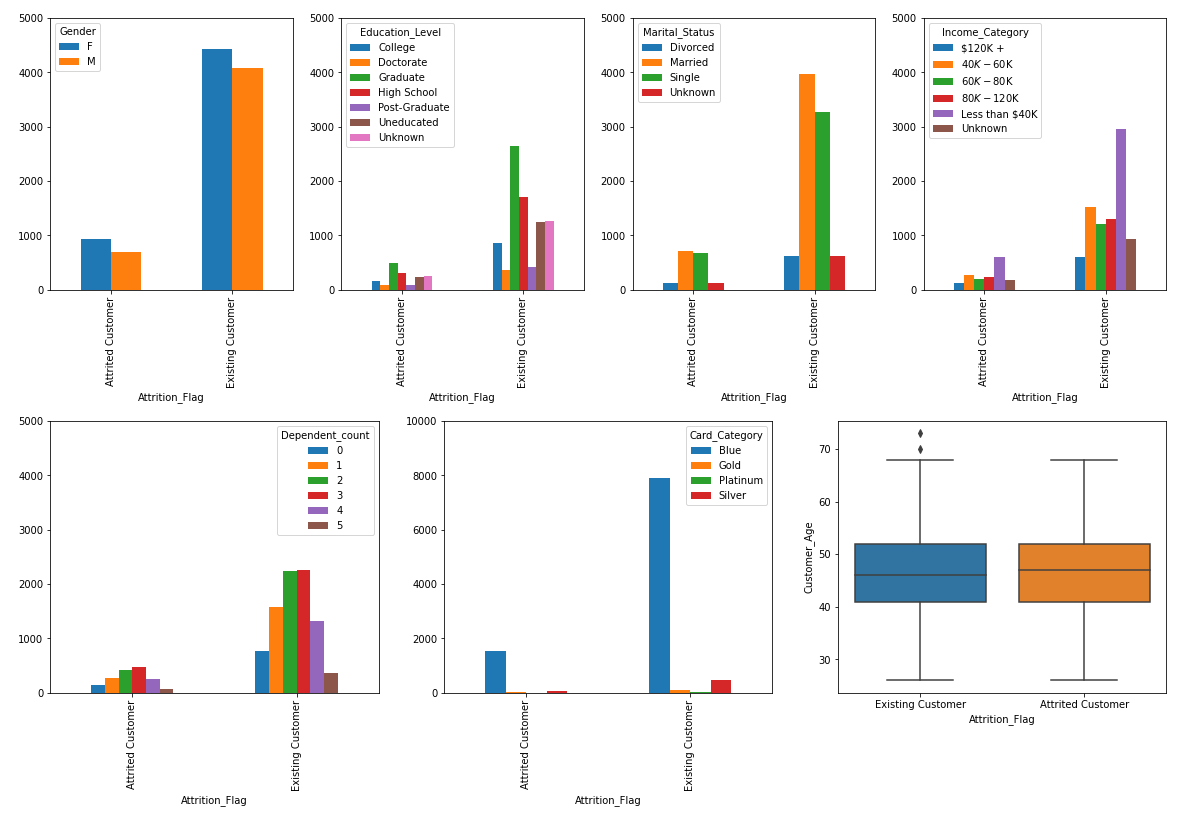 5000
4000
3000
2000
1000
0
Gender
F
M
Attrited Customer
Existing Customer
Attrition_Flag
5000
4000
3000
2000
1000
0
Education_Level
College
Doctorate
Graduate
High School
Post-Graduate
Uneducated
Unknown
Attrited Customer
Existing Customer
Attrition_Flag
5000
4000
3000
2000
1000
0
Marital_Status
Divorced
Married
Single
Unknown
Attrited Customer
Existing Customer
Attrition_Flag
5000
4000
3000
2000
1000
0
Income_Category
$120K +
40K − 60K
60K − 80K
80K − 120K
Less than $40K
Unknown
Attrited Customer
Existing Customer
Attrition_Flag
5000
4000
3000
2000
1000
0
Dependent_count
0
1
2
3
4
5
Attrited Customer
Existing Customer
Attrition_Flag
10000
8000
6000
4000
2000
0
Card_Category
Blue
Gold
Platinum
Silver
Attrited Customer
Existing Customer
Attrition_Flag
Customer_Age
70
60
50
40
30
Existing Customer
Attrited Customer
Attrition_Flag